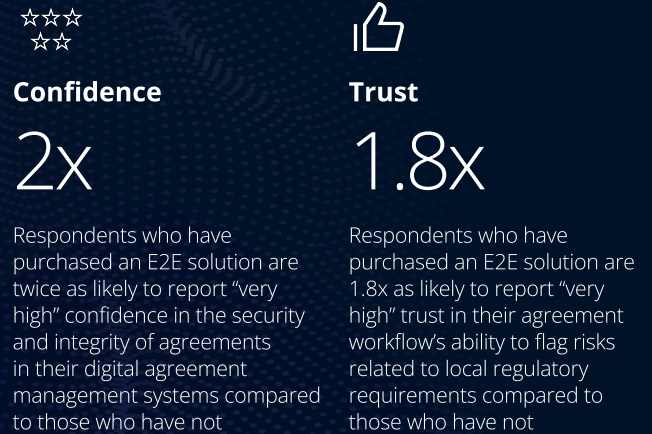 Confidence
2x
Respondents who have
purchased an E2E solution are
twice as likely to report “very
high” confidence in the security
and integrity of agreements
in their digital agreement
management systems compared
to those who have not
Trust
1.8x
Respondents who have
purchased an E2E solution are
1.8x as likely to report “very
high” trust in their agreement
workflow’s ability to flag risks
related to local regulatory
requirements compared to
those who have not